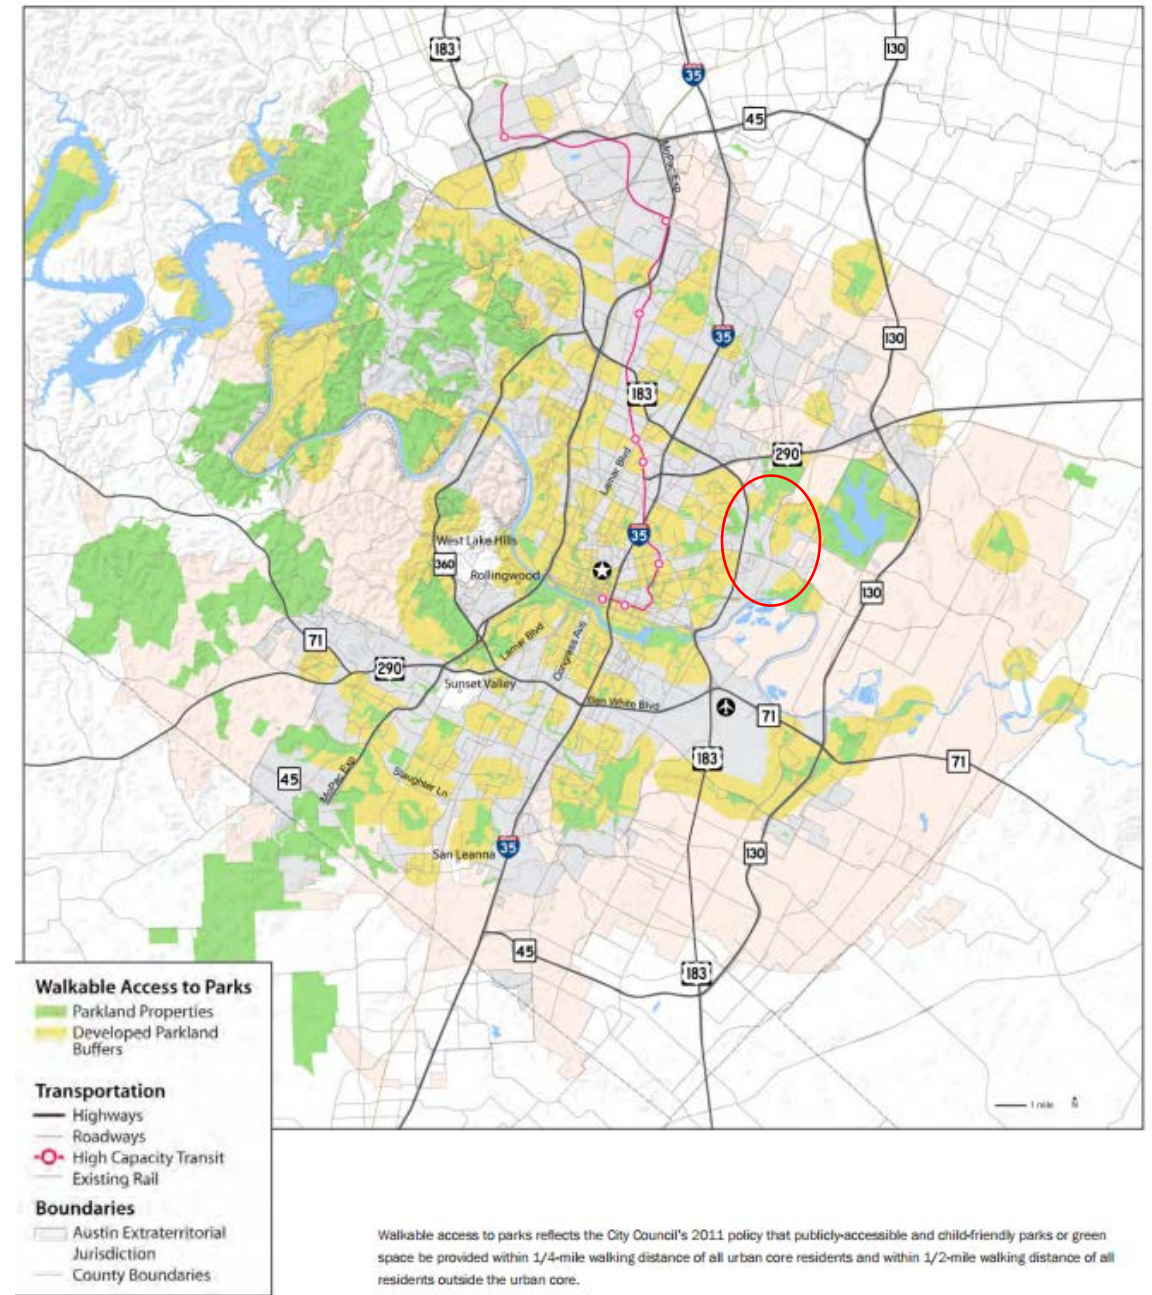 183
35
130
45
MoPac Exp
35
130
183
Lamar Blvd
290
35
West Lake Hills
360
Rollingwood
130
71
290
Lamar Blvd
Congress Ave
Sunset Valley
Ben White Blvd
71
183
71
45
MoPac Exp
Slaughter Ln
San Leanna
35
130
45
183
1 mile
N
Walkable Access to Parks
Parkland Properties
Developed Parkland
Buffers
Transportation
Highways
Roadways
High Capacity Transit
Existing Rail
Boundaries
Austin Extraterritorial
Jurisdiction
County Boundaries
Walkable access to parks reflects the City Council's 2011 policy that publicly-accessible and child-friendly parks or green
space be provided within 1/4-mile walking distance of all urban core residents and within 1/2-mile walking distance of all
residents outside the urban core.